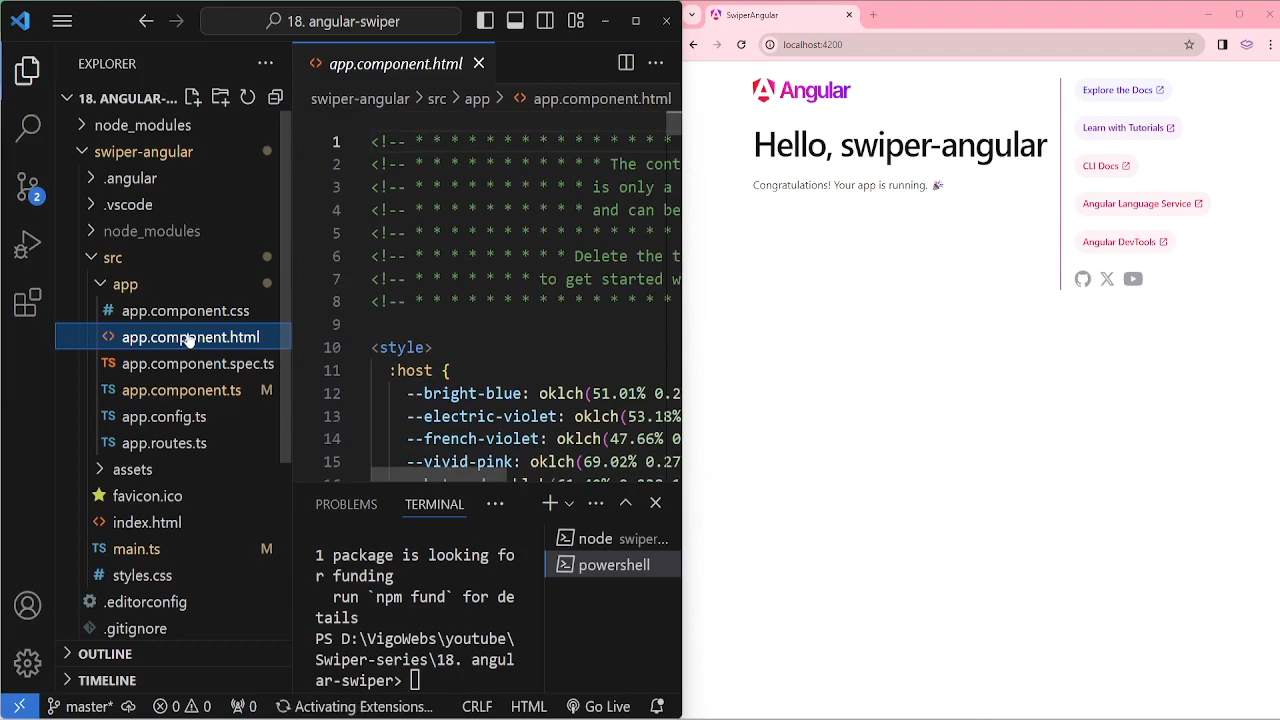 18. angular-swiper
EXPLORER
18. ANGULAR-...
node_modules
swiper-angular
.angular
.vscode
node_modules
src
app
# app.component.css
<> app.component.html
TS app.component.spec.ts
TS app.component.ts M
TS app.config.ts
TS app.routes.ts
assets
favicon.ico
<> index.html
TS main.ts M
# styles.css
.editorconfig
.gitignore
OUTLINE
TIMELINE
2
<> app.component.html
swiper-angular > src > app > <> app.component.html
1 <!-- * * * * * * * * * * * * * * *
2 <!-- * * * * * * * * * * The cont
3 <!-- * * * * * * * * * is only a
4 <!-- * * * * * * * * * and can be
5 <!-- * * * * * * * * * * * * * * *
6 <!-- * * * * * * * * Delete the t
7 <!-- * * * * * * to get started w
8 <!-- * * * * * * * * * * * * * * *
9
10 <style>
11 :host {
12 --bright-blue: oklch(51.01% 0.2
13 --electric-violet: oklch(53.18%
14 --french-violet: oklch(47.66% 0
15 --vivid-pink: oklch(69.02% 0.27
PROBLEMS TERMINAL
1 package is looking fo
r funding
run `npm fund` for de
tails
PS D:\VigoWebs\youtube\
Swiper-series\18. angul
ar-swiper>
node swiper...
powershell
master* 0 0 0 Activating Extensions... CRLF HTML Go Live
SwiperAngular
localhost:4200
Angular
Hello, swiper-angular
Congratulations! Your app is running. 🎉
Explore the Docs
Learn with Tutorials
CLI Docs
Angular Language Service
Angular DevTools